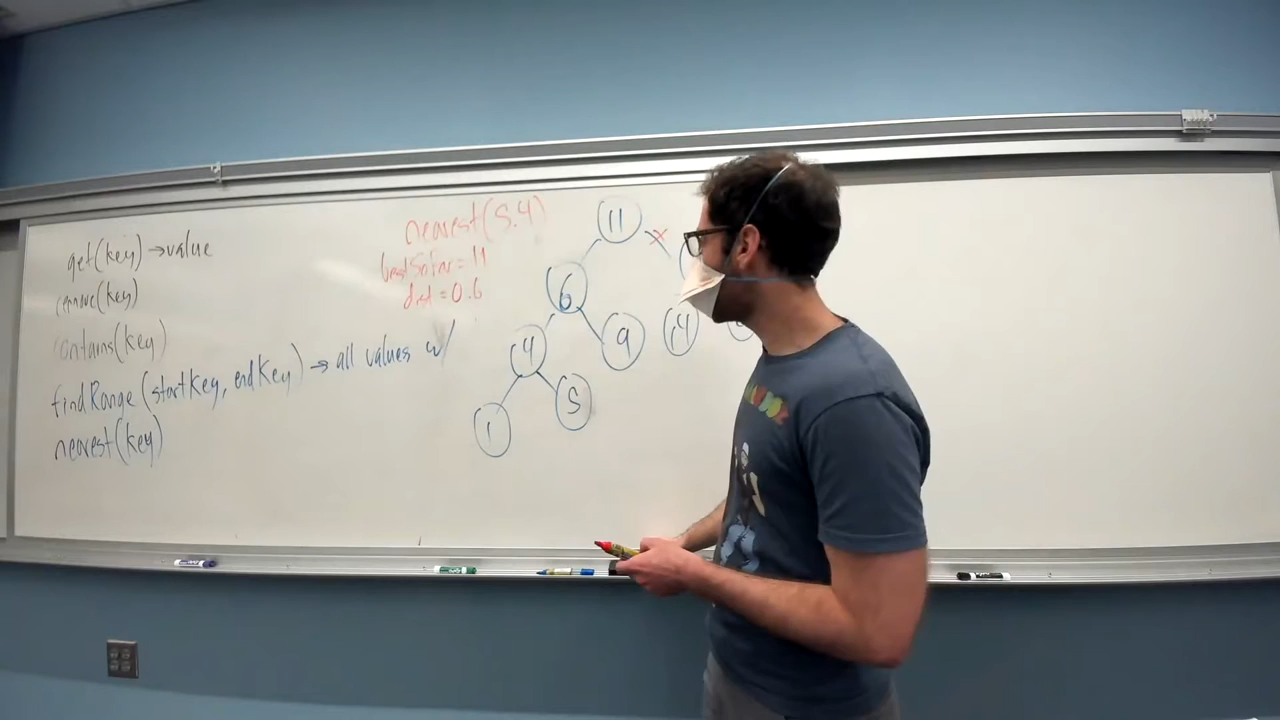 get(key) → value
remove(key)
contains(key)
findRange(startKey, endKey) → all values w/
nearest(key)
nearest(5.4)
bestSoFar = 11
dist = 0.6
11
6
4
9
14
1
5